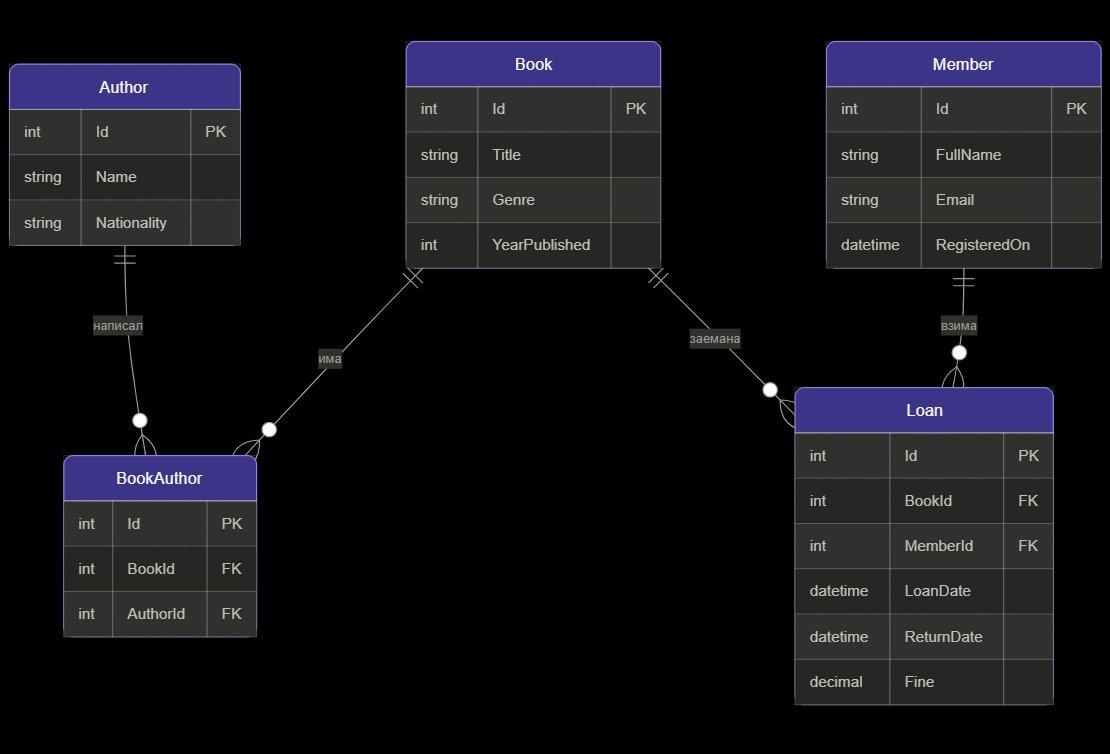 Author
int Id PK
string Name
string Nationality
Book
int Id PK
string Title
string Genre
int YearPublished
Member
int Id PK
string FullName
string Email
datetime RegisteredOn
написал
има
заемана
взима
BookAuthor
int Id PK
int BookId FK
int AuthorId FK
Loan
int Id PK
int BookId FK
int MemberId FK
datetime LoanDate
datetime ReturnDate
decimal Fine